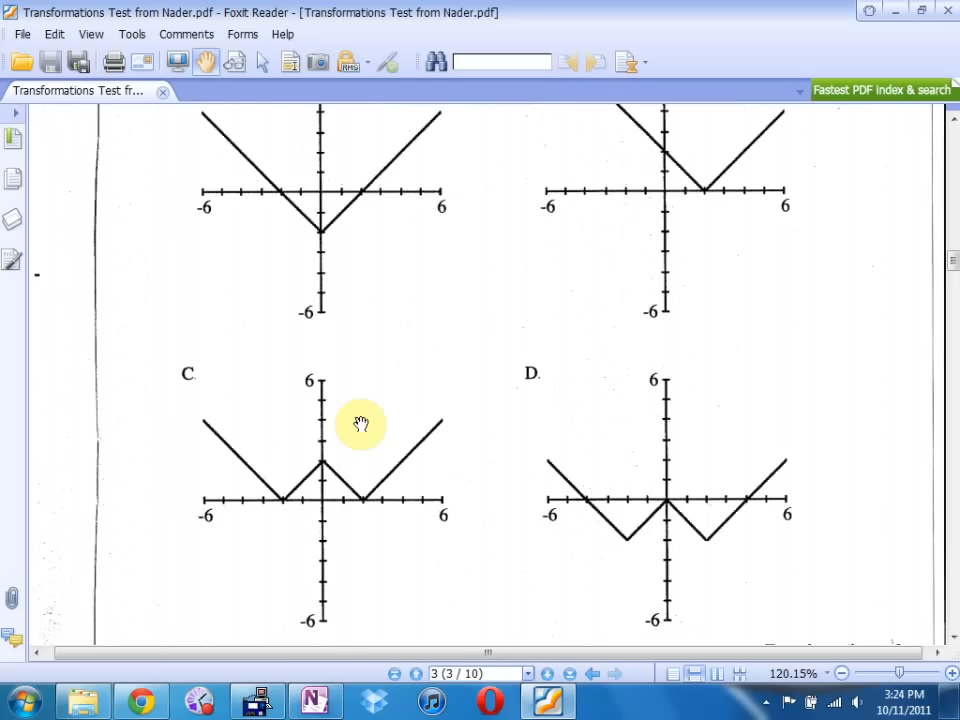 Transformations Test from Nader.pdf - Foxit Reader - [Transformations Test from Nader.pdf]
File Edit View Tools Comments Forms Help
Transformations Test fr...
Fastest PDF index & search
-6 6 -6 6
-6 -6
C. D.
6 6
-6 6 -6 6
-6 -6
3 (3 / 10) 120.15%
3:24 PM
10/11/2011